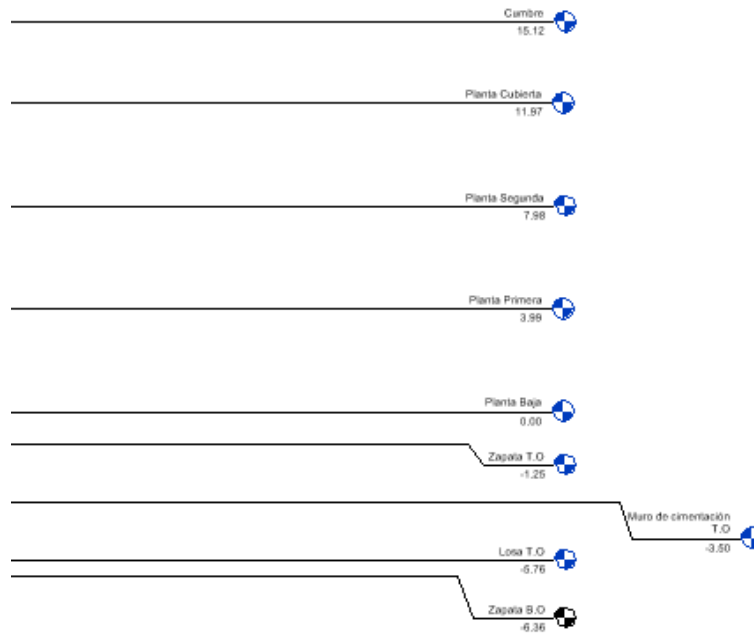 Cumbre
15.12
Planta Cubierta
11.97
Planta Segunda
7.98
Planta Primera
3.99
Planta Baja
0.00
Zapata T.O
-1.25
Muro de cimentación
T.O
-3.50
Losa T.O
-5.76
Zapata B.O
-6.36